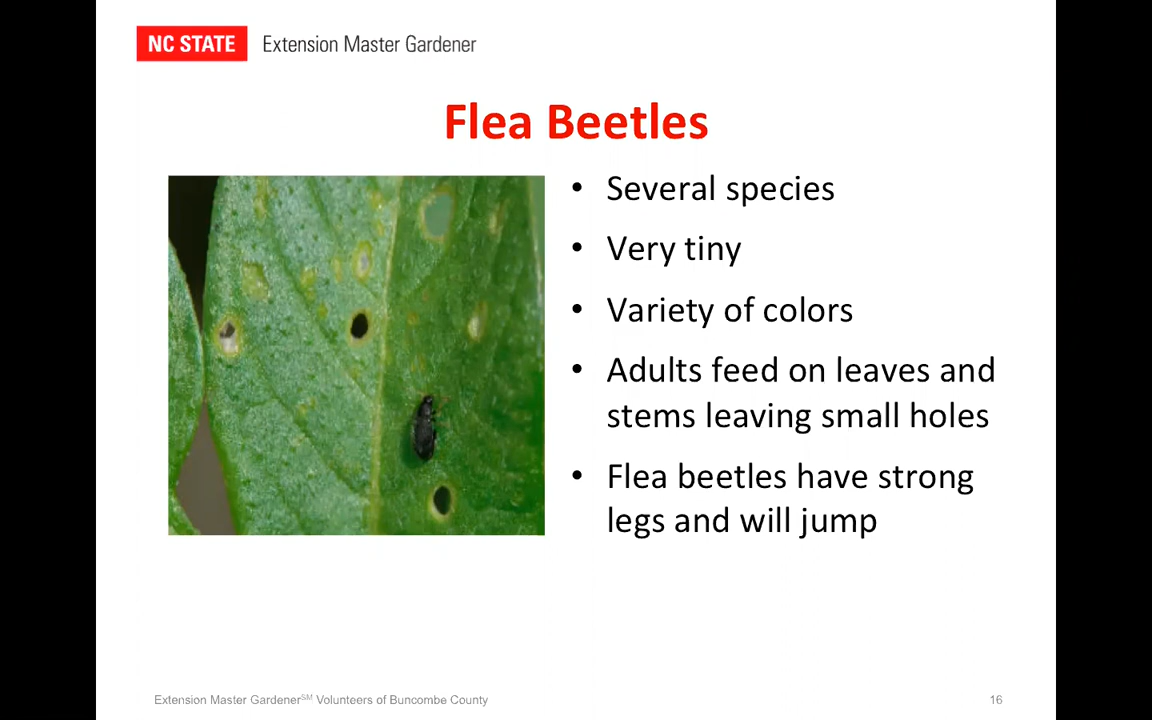 NC STATE Extension Master Gardener
Flea Beetles
• Several species
• Very tiny
• Variety of colors
• Adults feed on leaves and
stems leaving small holes
• Flea beetles have strong
legs and will jump
Extension Master Gardener℠ Volunteers of Buncombe County 16